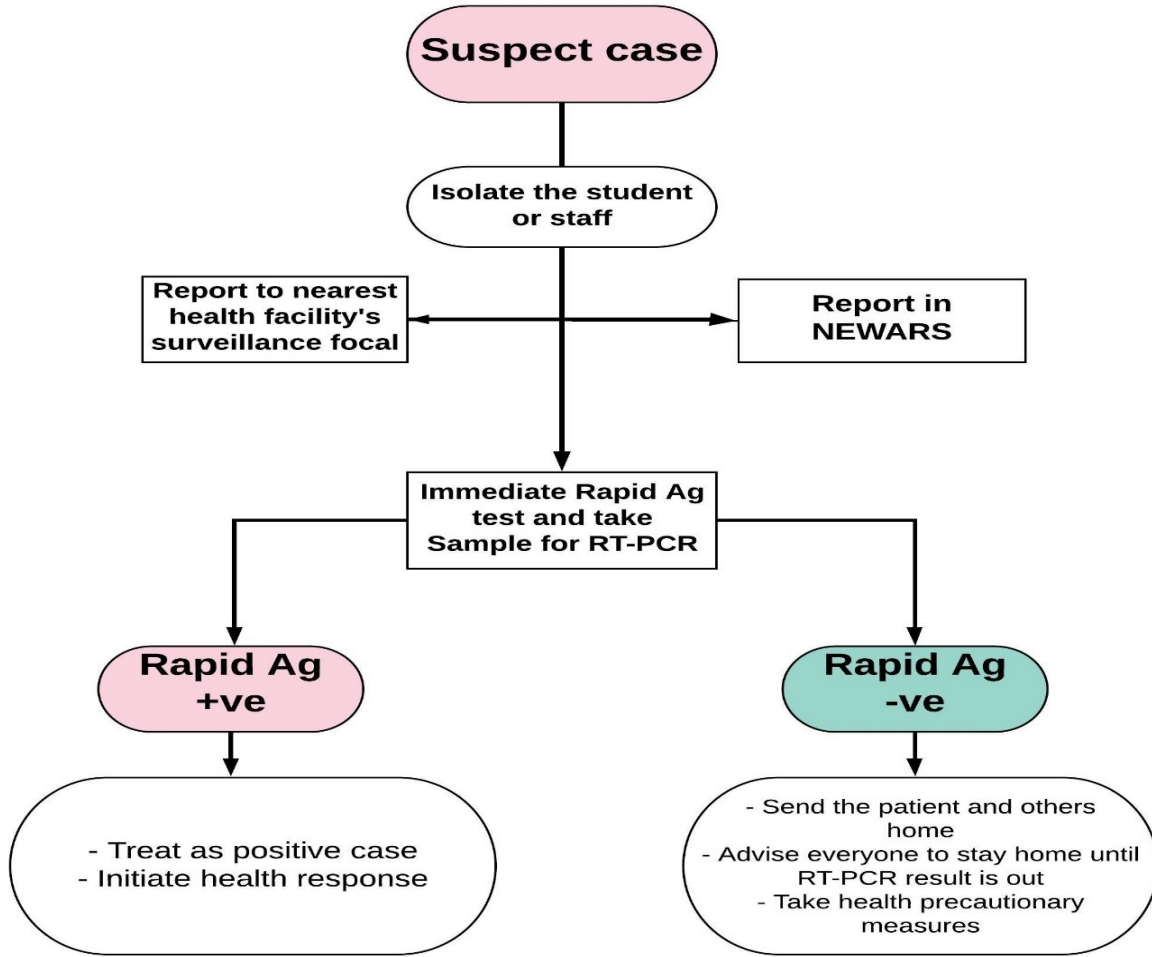 Suspect case
Isolate the student
or staff
Report to nearest
health facility's
surveillance focal
Report in
NEWARS
Immediate Rapid Ag
test and take
Sample for RT-PCR
Rapid Ag
+ve
Rapid Ag
-ve
- Treat as positive case
- Initiate health response
- Send the patient and others
home
- Advise everyone to stay home until
RT-PCR result is out
- Take health precautionary
measures